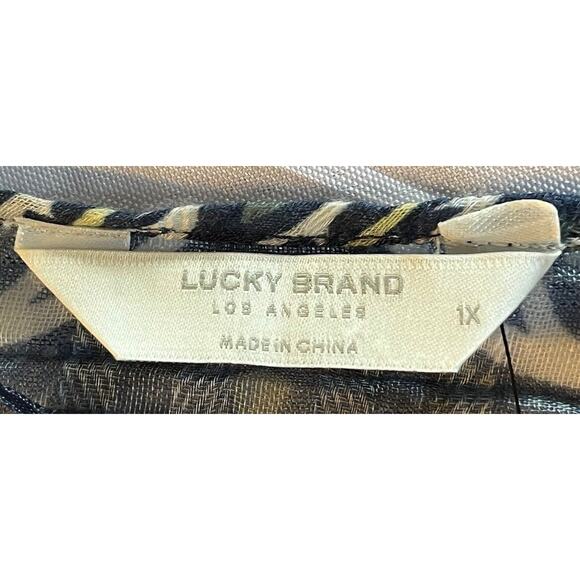 LUCKY BRAND
LOS ANGELES
1X
MADE IN CHINA